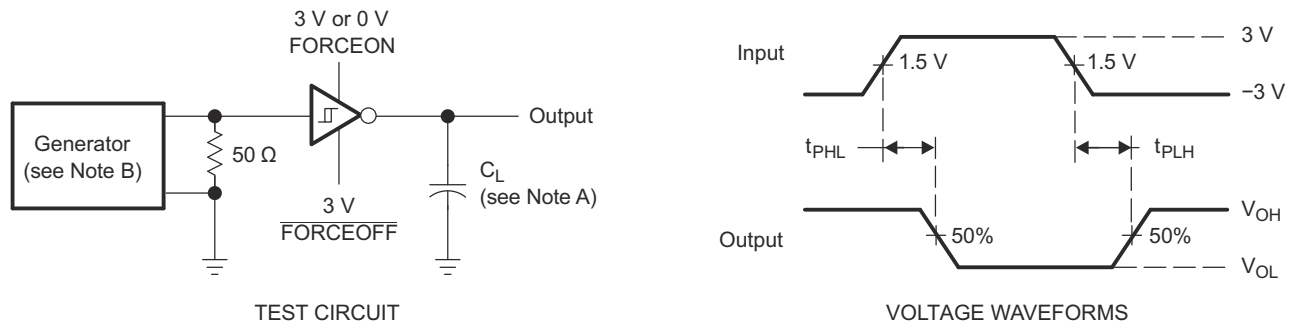 3 V or 0 V
FORCEON
Generator
(see Note B)
50 Ω
Output
C_L
(see Note A)
3 V
FORCEOFF
TEST CIRCUIT
Input
1.5 V
1.5 V
3 V
−3 V
t_PHL
t_PLH
Output
50%
50%
V_OH
V_OL
VOLTAGE WAVEFORMS